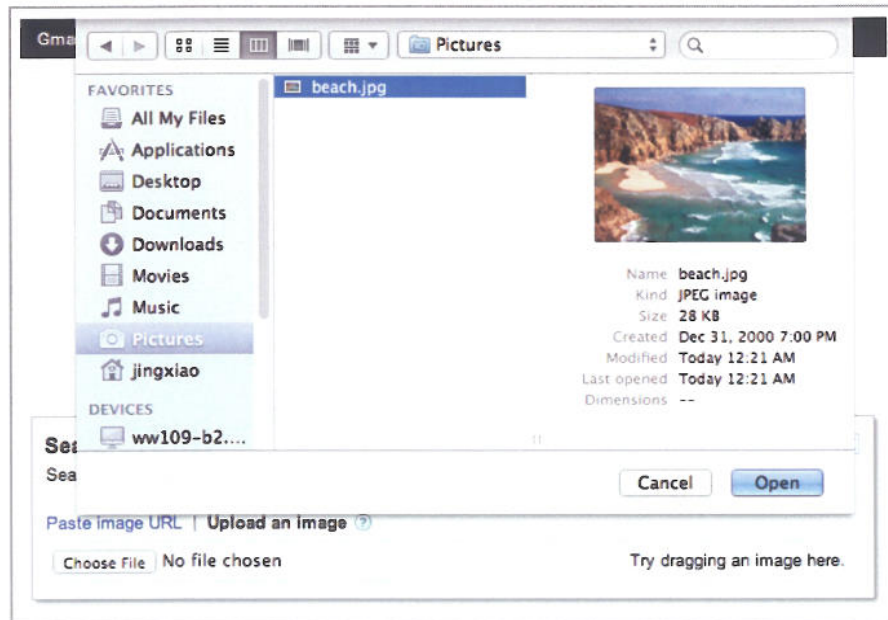 Gma
Pictures
FAVORITES
beach.jpg
All My Files
Applications
Desktop
Documents
Downloads
Movies
Music
Pictures
jingxiao
DEVICES
ww109-b2....
Name beach.jpg
Kind JPEG image
Size 28 KB
Created Dec 31, 2000 7:00 PM
Modified Today 12:21 AM
Last opened Today 12:21 AM
Dimensions --
Sea
Sea
Cancel Open
Paste image URL | Upload an image ?
Choose File No file chosen
Try dragging an image here.